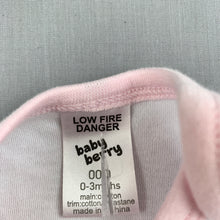 LOW FIRE
DANGER
baby
berry
000
0-3mths
main:cotton
trim:cotton/elastane
made in china